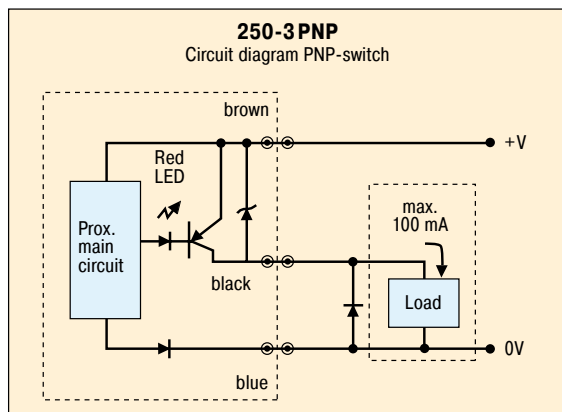 250-3 PNP
Circuit diagram PNP-switch
brown
+V
Red
LED
max.
100 mA
Prox.
main
circuit
black
Load
0V
blue